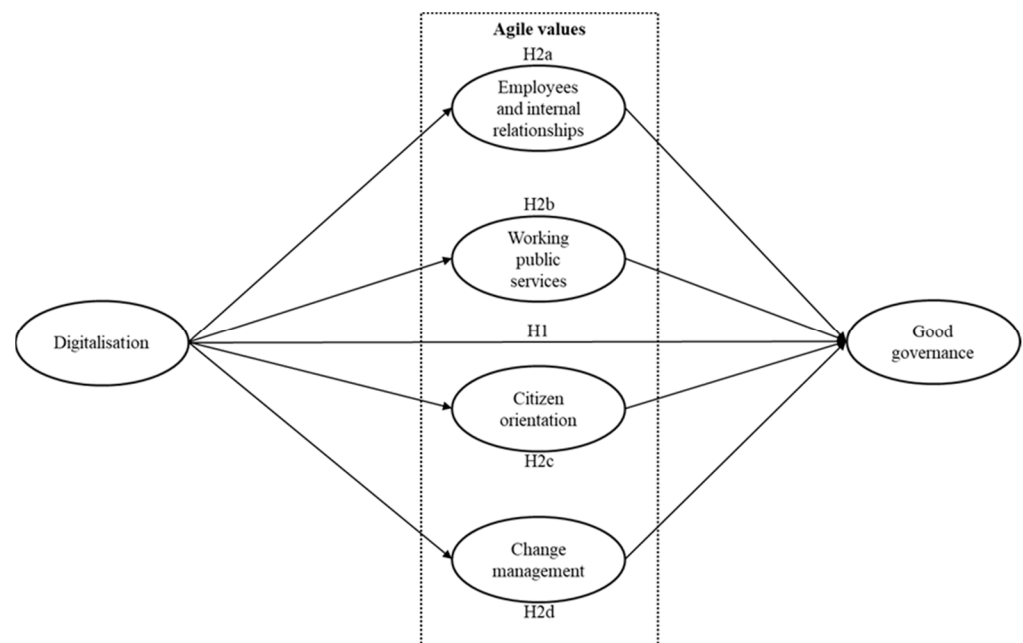 Agile values
H2a
Employees
and internal
relationships
H2b
Working
public
services
Digitalisation
H1
Good
governance
Citizen
orientation
H2c
Change
management
H2d